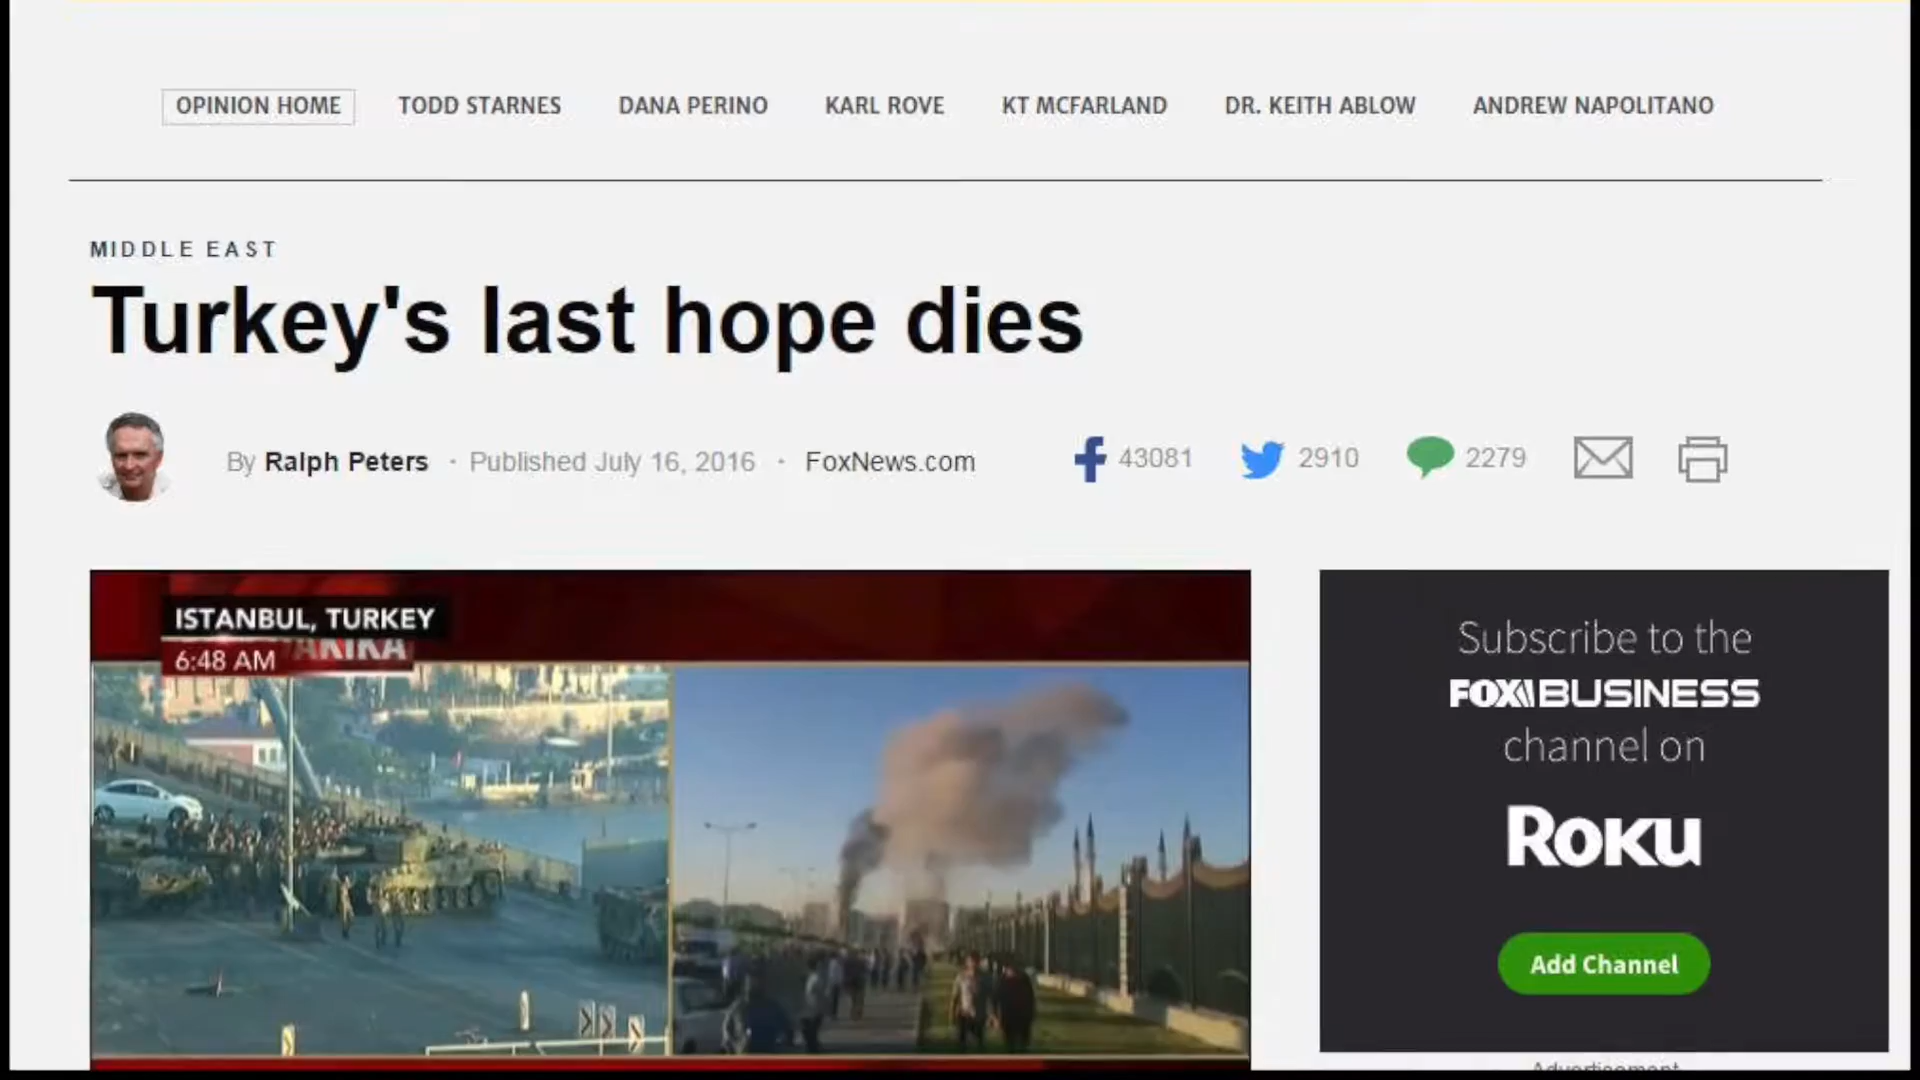 OPINION HOME TODD STARNES DANA PERINO KARL ROVE KT MCFARLAND DR. KEITH ABLOW ANDREW NAPOLITANO
MIDDLE EAST
Turkey's last hope dies
By Ralph Peters · Published July 16, 2016 · FoxNews.com 43081 2910 2279
ISTANBUL, TURKEY
6:48 AM
Subscribe to the
FOX BUSINESS
channel on
ROKU
Add Channel
Advertisement